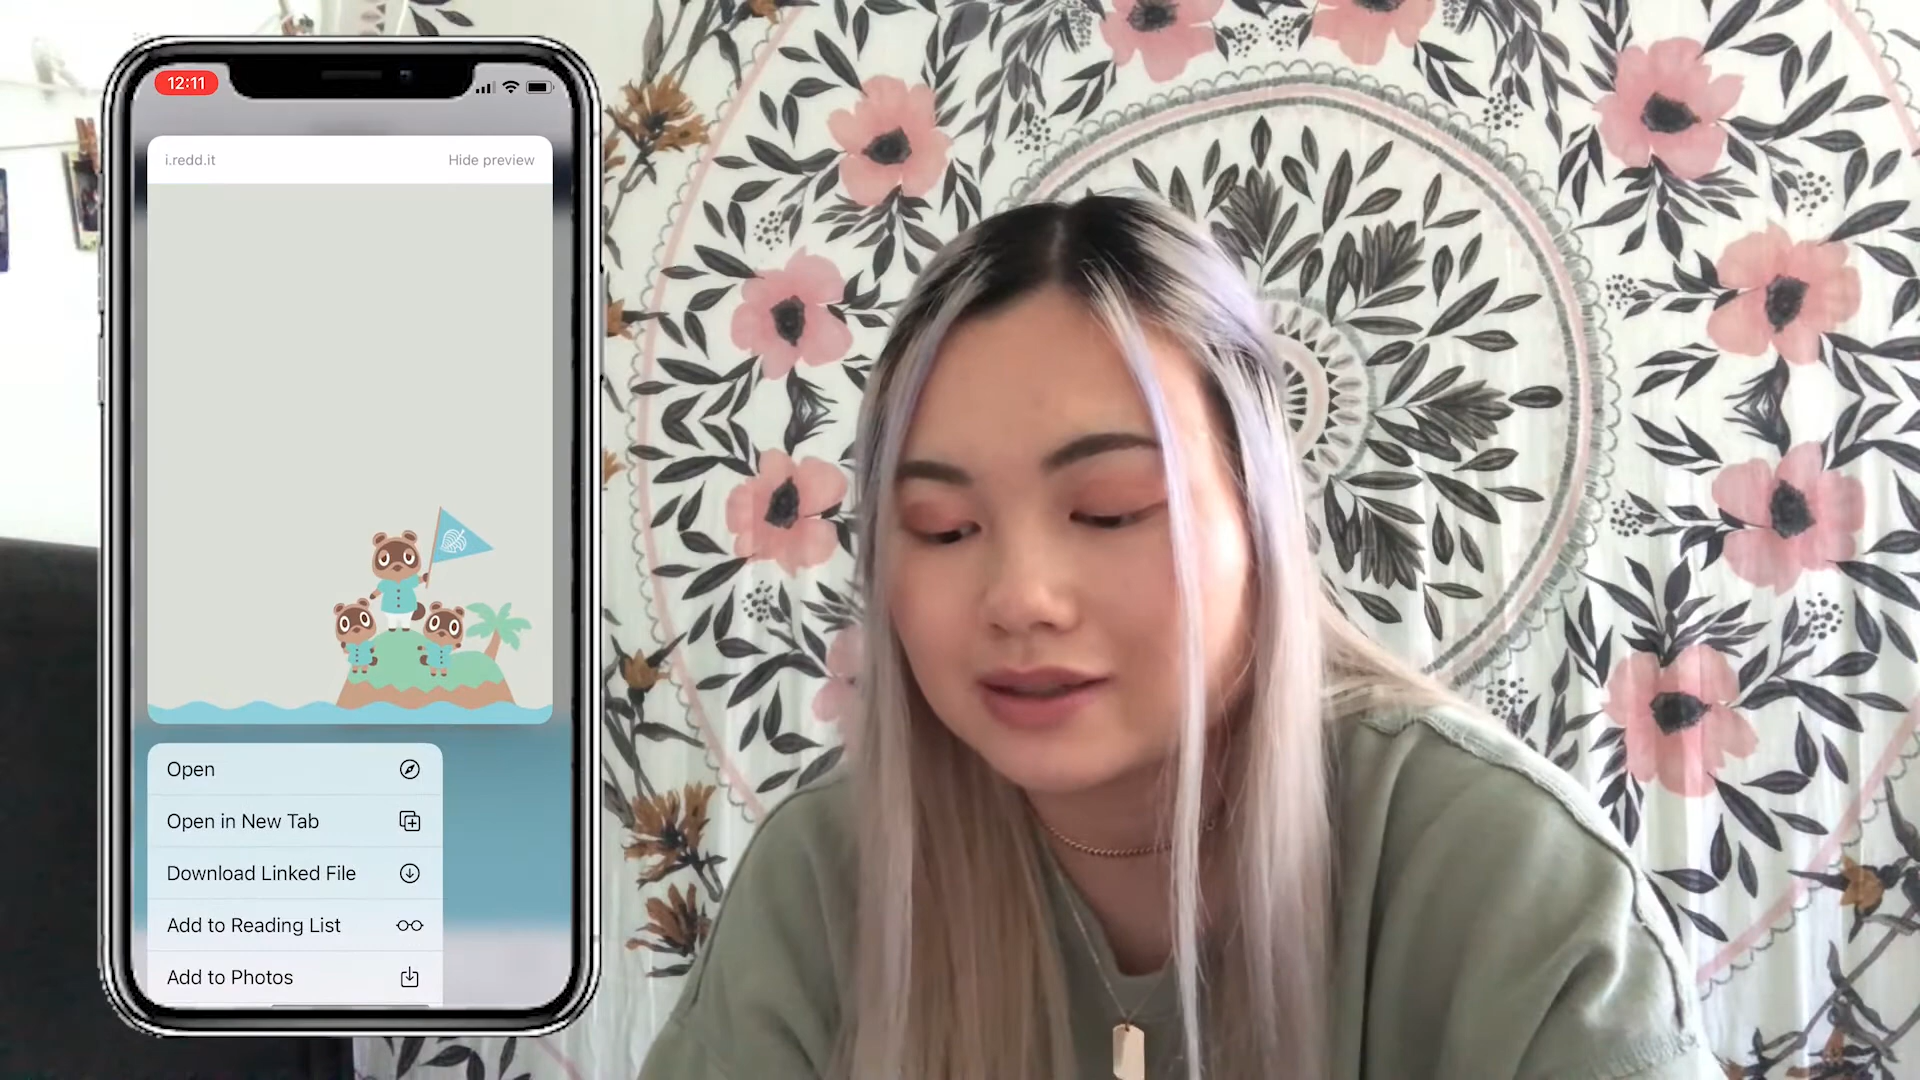 12:11
i.redd.it
Hide preview
Open
Open in New Tab
Download Linked File
Add to Reading List
Add to Photos